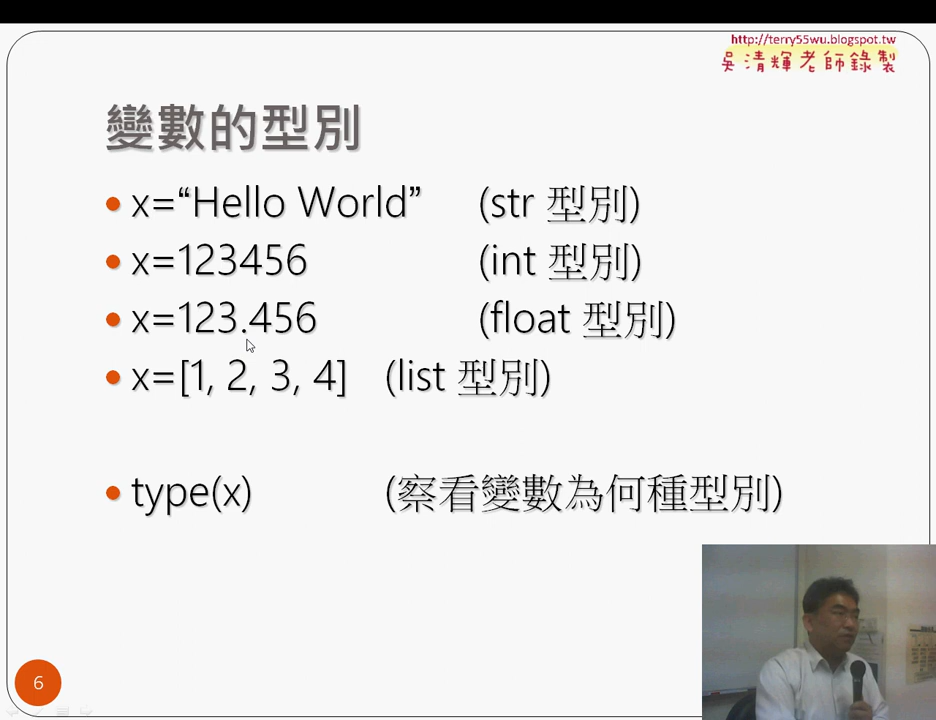 http://terry55wu.blogspot.tw
吳清輝老師錄製
變數的型別
x=“Hello World” (str 型別)
x=123456 (int 型別)
x=123.456 (float 型別)
x=[1, 2, 3, 4] (list 型別)
type(x) (察看變數為何種型別)
6